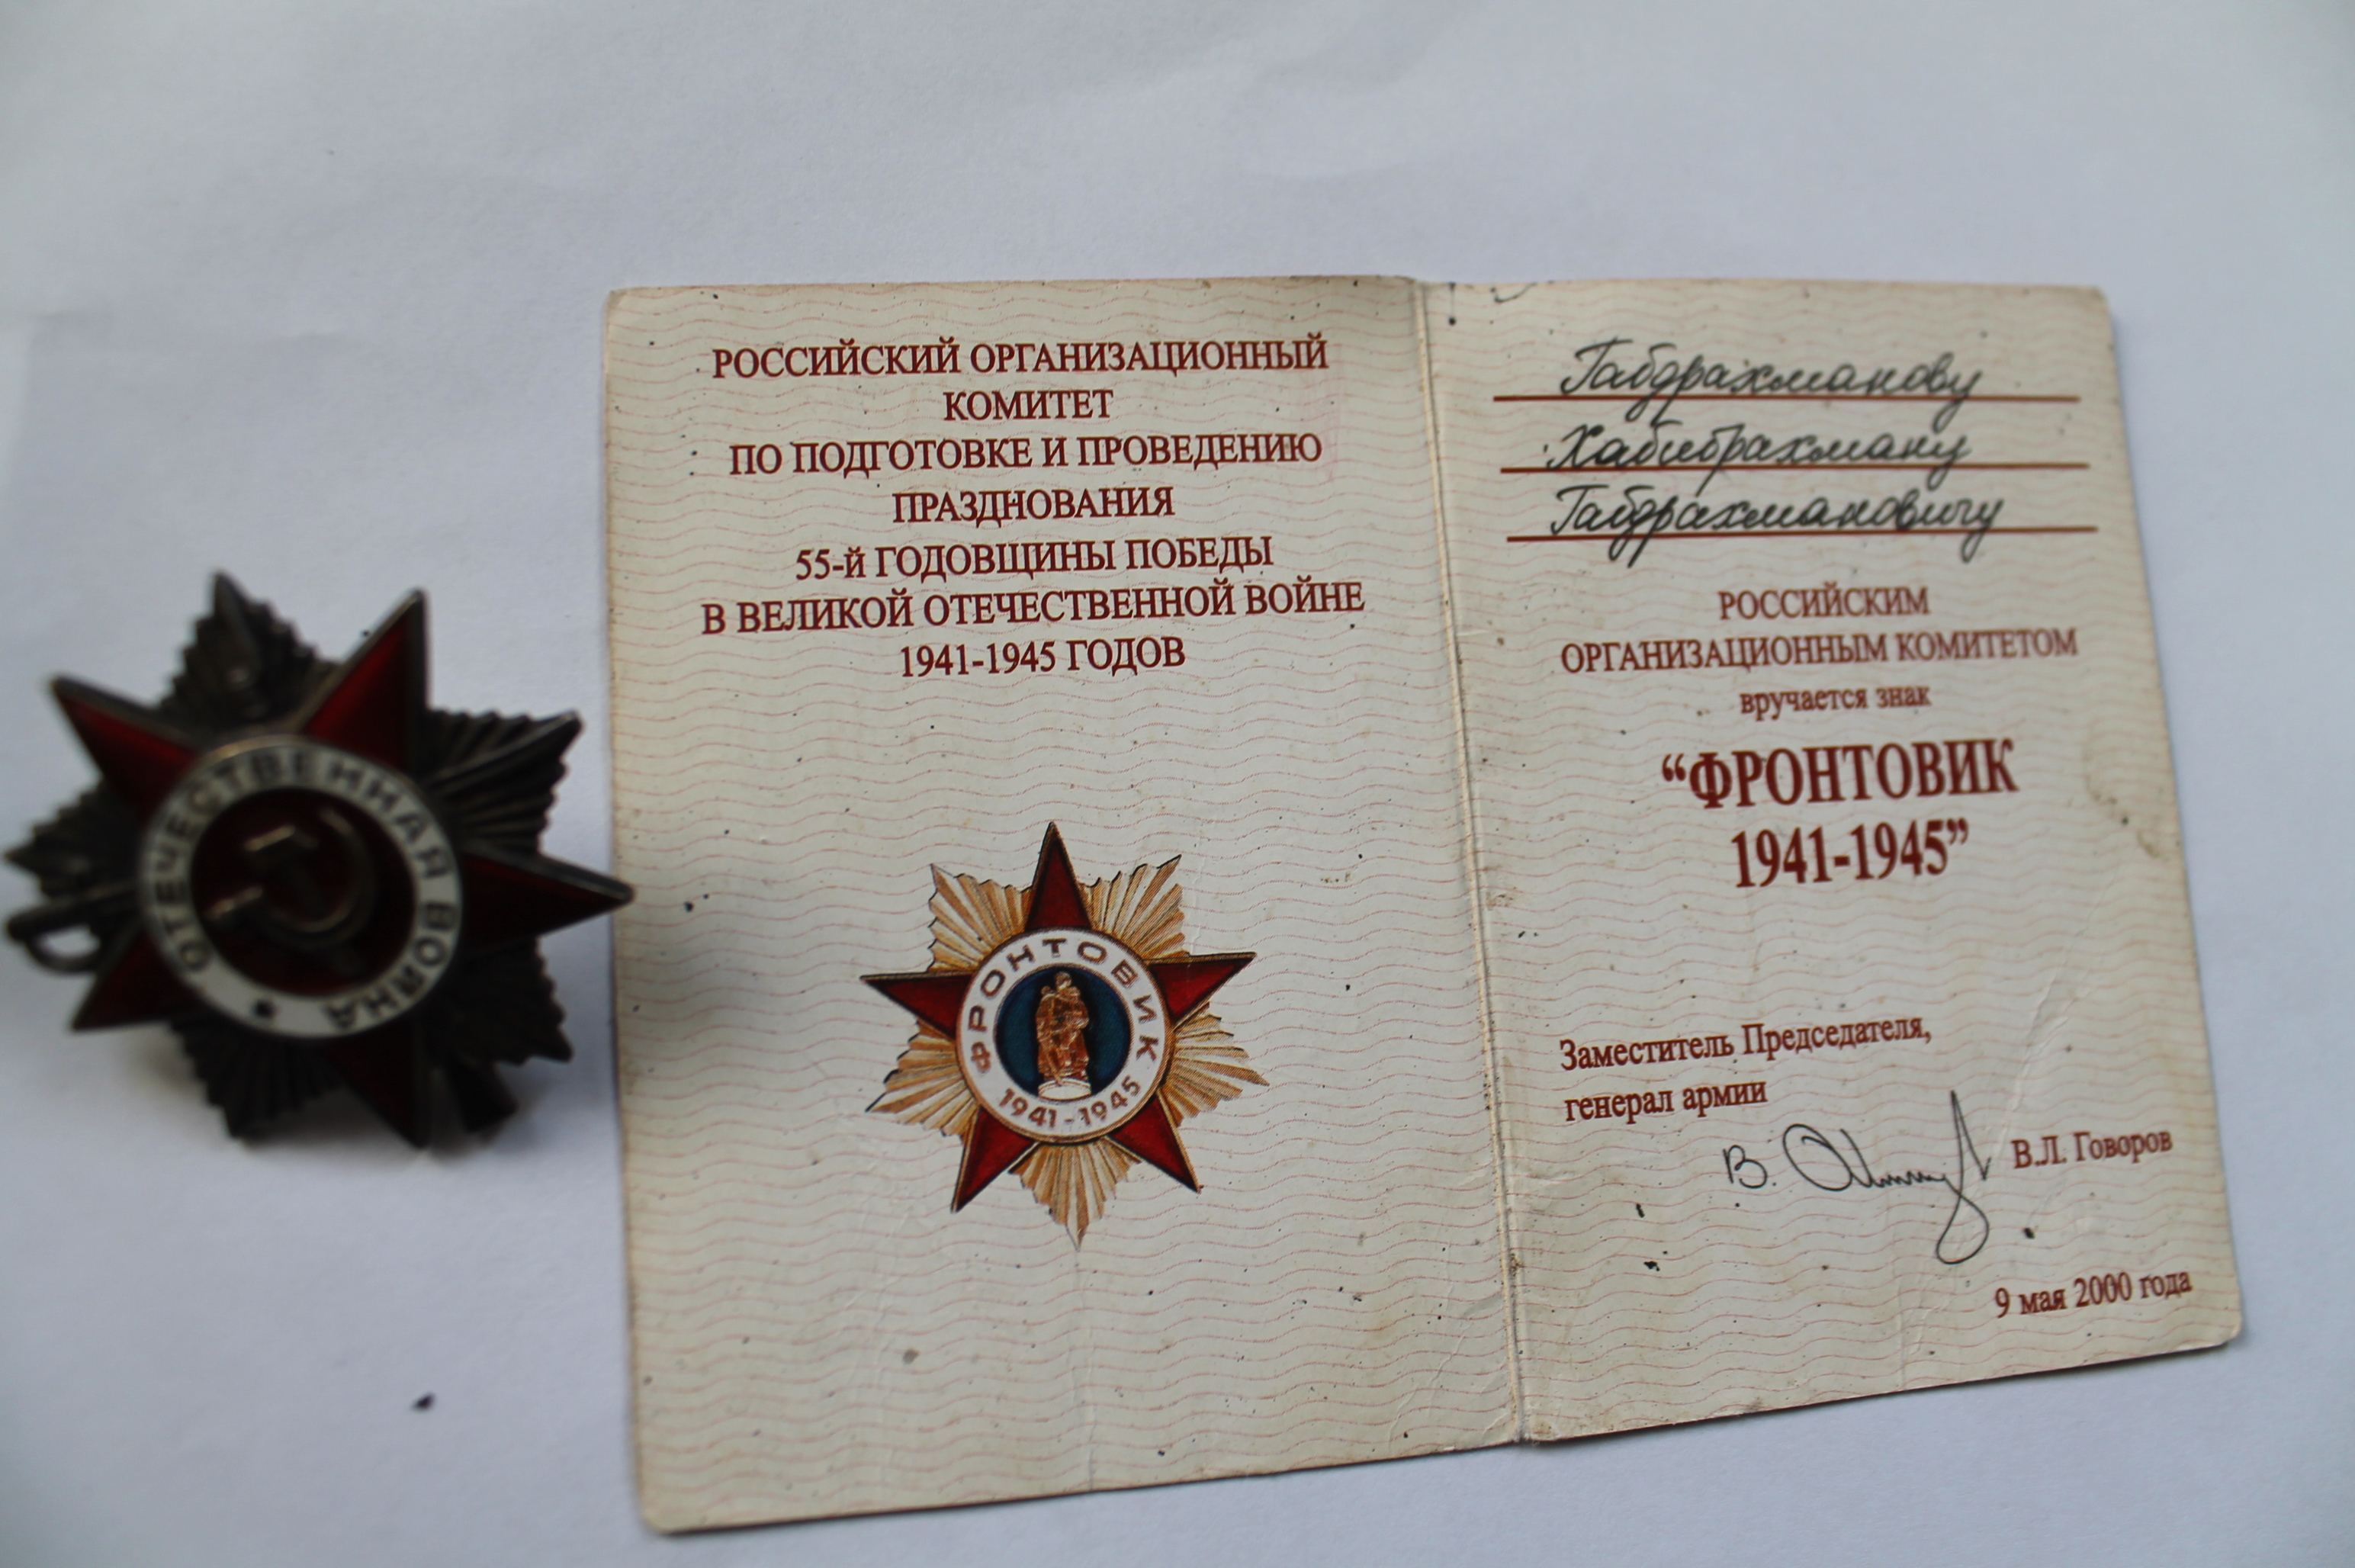 ОТЕЧЕСТВЕННАЯ ВОЙНА
РОССИЙСКИЙ ОРГАНИЗАЦИОННЫЙ
КОМИТЕТ
ПО ПОДГОТОВКЕ И ПРОВЕДЕНИЮ
ПРАЗДНОВАНИЯ
55-й ГОДОВЩИНЫ ПОБЕДЫ
В ВЕЛИКОЙ ОТЕЧЕСТВЕННОЙ ВОЙНЕ
1941-1945 ГОДОВ
ФРОНТОВИК
1941-1945
Габдрахманову
Хабибрахману
Габдрахмановичу
РОССИЙСКИМ
ОРГАНИЗАЦИОННЫМ КОМИТЕТОМ
вручается знак
“ФРОНТОВИК
1941-1945”
Заместитель Председателя,
генерал армии
В.Л. Говоров
9 мая 2000 года